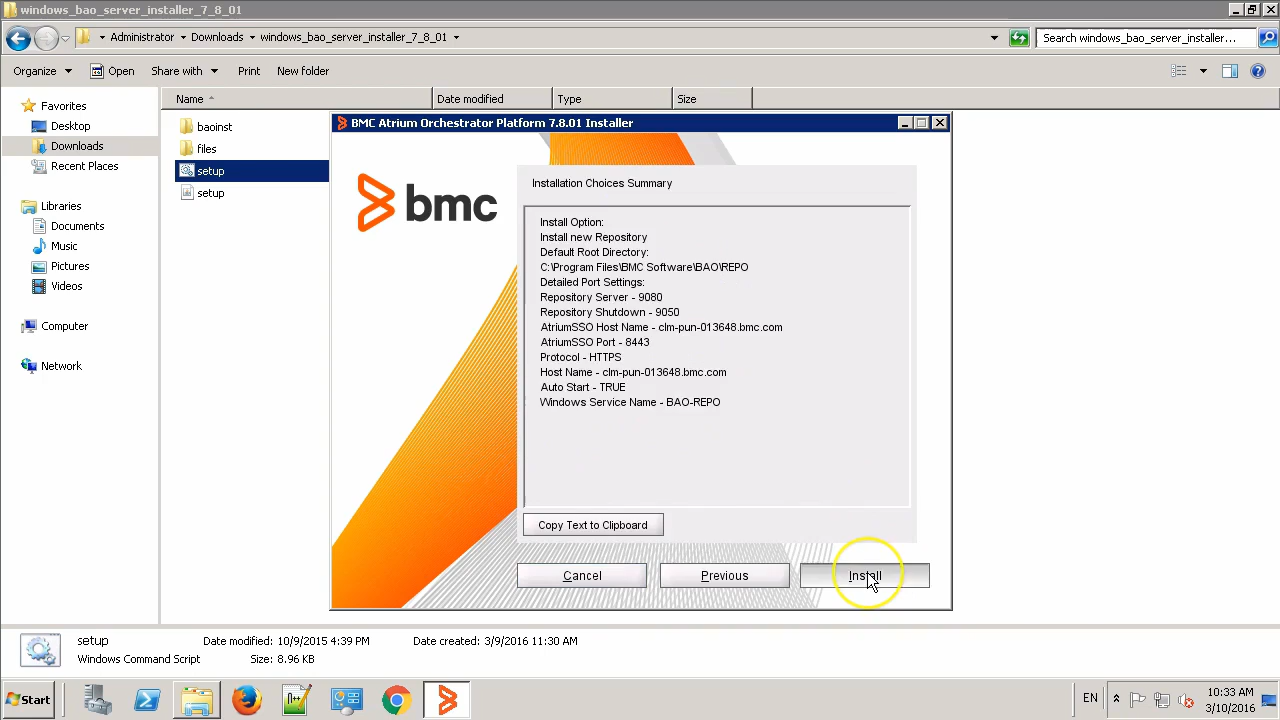 windows_bao_server_installer_7_8_01
Administrator Downloads windows_bao_server_installer_7_8_01
Search windows_bao_server_installer...
Organize Open Share with Print New folder
Name Date modified Type Size
Favorites
Desktop
Downloads
Recent Places
Libraries
Documents
Music
Pictures
Videos
Computer
Network
baoinst
files
setup
setup
BMC Atrium Orchestrator Platform 7.8.01 Installer
bmc
Installation Choices Summary
Install Option:
Install new Repository
Default Root Directory:
C:\Program Files\BMC Software\BAO\REPO
Detailed Port Settings:
Repository Server - 9080
Repository Shutdown - 9050
AtriumSSO Host Name - clm-pun-013648.bmc.com
AtriumSSO Port - 8443
Protocol - HTTPS
Host Name - clm-pun-013648.bmc.com
Auto Start - TRUE
Windows Service Name - BAO-REPO
Copy Text to Clipboard
Cancel Previous Install
setup Date modified: 10/9/2015 4:39 PM Date created: 3/9/2016 11:30 AM
Windows Command Script Size: 8.96 KB
Start
EN
10:33 AM
3/10/2016